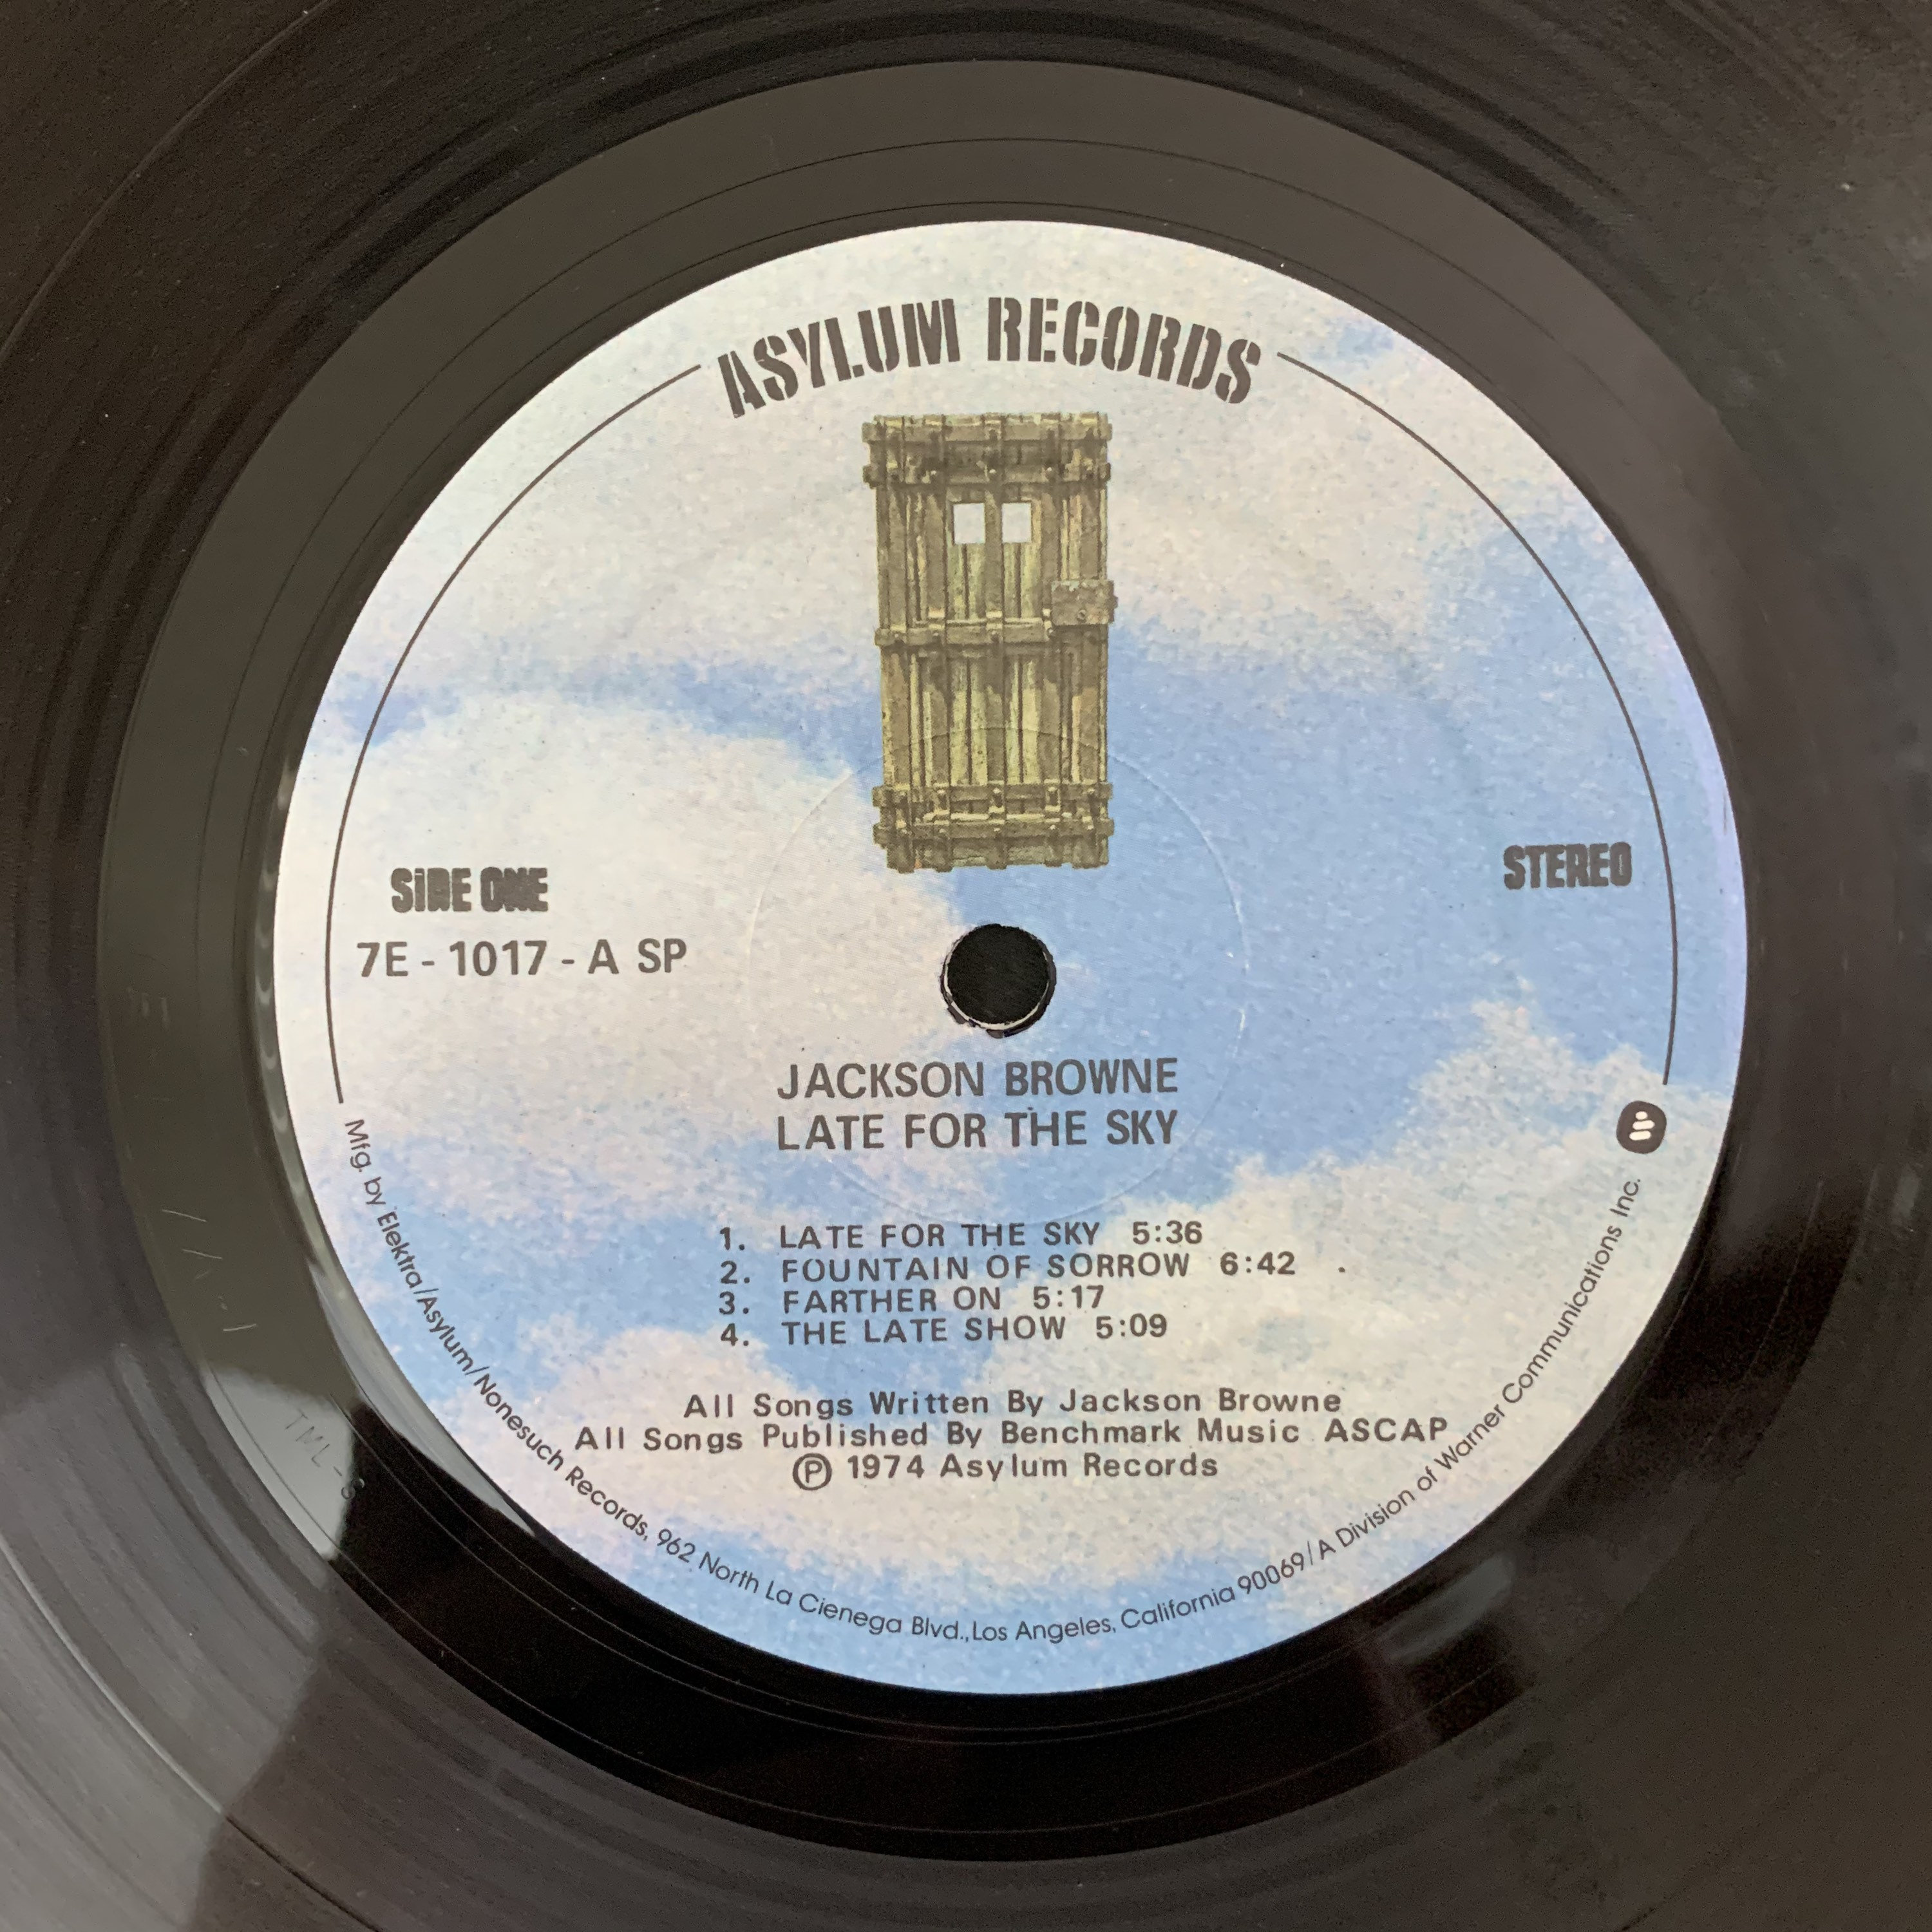 ASYLUM RECORDS
SiDE ONE
STEREO
7E - 1017 - A SP
JACKSON BROWNE
LATE FOR THE SKY
1. LATE FOR THE SKY 5:36
2. FOUNTAIN OF SORROW 6:42
3. FARTHER ON 5:17
4. THE LATE SHOW 5:09
All Songs Written By Jackson Browne
All Songs Published By Benchmark Music ASCAP
Ⓟ 1974 Asylum Records
Mfg. by Elektra/Asylum/Nonesuch Records, 962 North La Cienega Blvd., Los Angeles, California 90069/A Division of Warner Communications Inc.
TML -